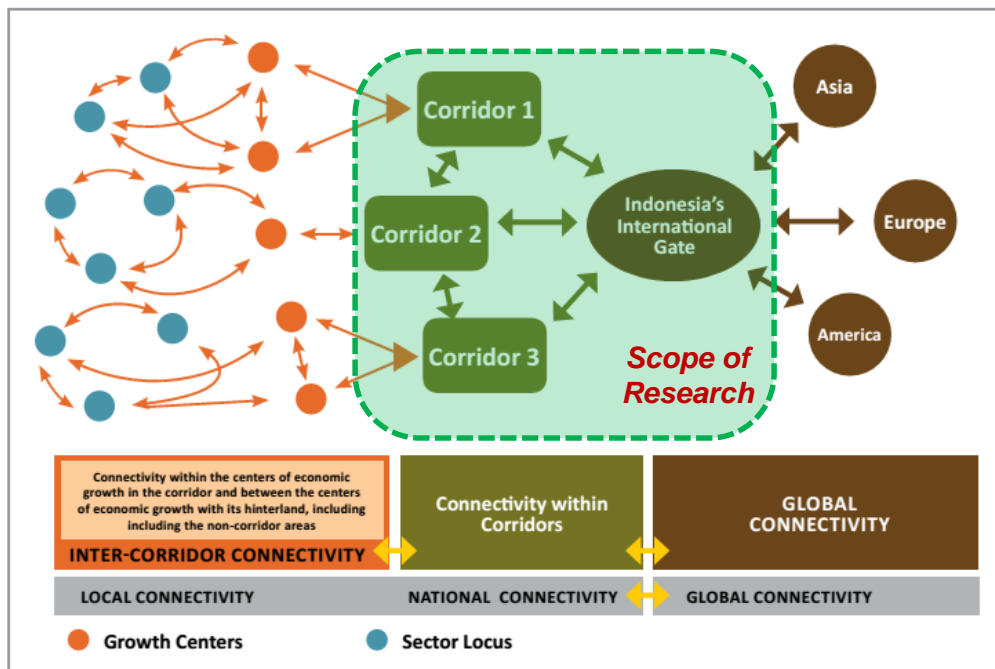 Corridor 1
Corridor 2
Corridor 3
Indonesia's
International
Gate
Asia
Europe
America
Scope of
Research
Connectivity within the centers of economic
growth in the corridor and between the centers
of economic growth with its hinterland, including
including the non-corridor areas
INTER-CORRIDOR CONNECTIVITY
Connectivity within
Corridors
GLOBAL
CONNECTIVITY
LOCAL CONNECTIVITY
NATIONAL CONNECTIVITY
GLOBAL CONNECTIVITY
Growth Centers
Sector Locus